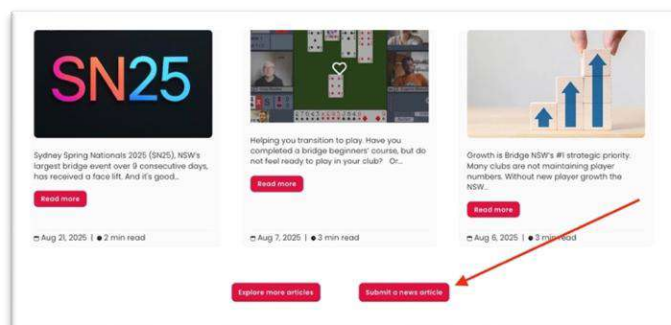 SN25
Sydney Spring Nationals 2025 (SN25), NSW's
largest bridge event over 9 consecutive days,
has received a face lift. And it's good...
Read more
Aug 21, 2025 | 2 min read
Helping you transition to play. Have you
completed a bridge beginners' course, but do
not feel ready to play in your club? Or...
Read more
Aug 7, 2025 | 3 min read
Growth is Bridge NSW's #1 strategic priority.
Many clubs are not maintaining player
numbers. Without new player growth the
NSW...
Read more
Aug 6, 2025 | 3 min read
Explore more articles
Submit a news article